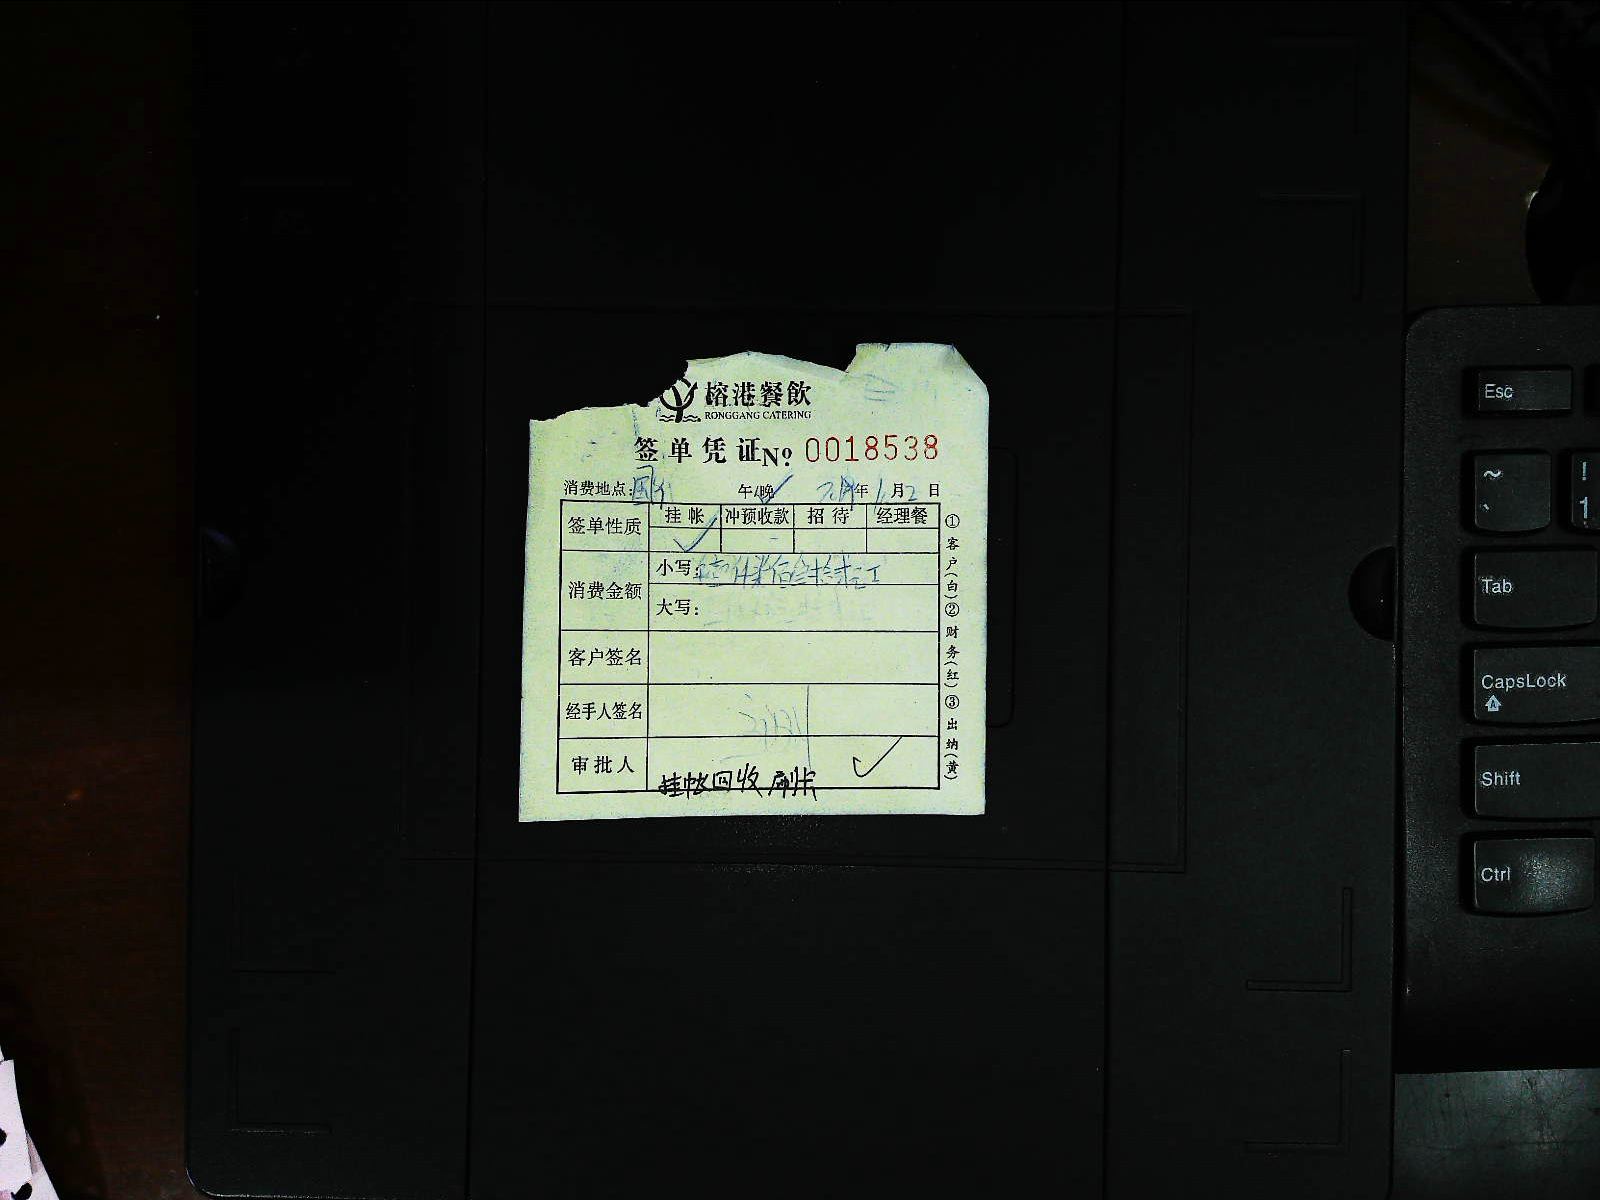 榕港餐飲
RONGGANG CATERING
签单凭证 No 0018538
消费地点: 午/晚 年 月 2 日
签单性质 挂帐 冲预收款 招待 经理餐
消费金额 小写:
大写:
客户签名
经手人签名
审批人
挂帐回收 刷卡
①客户(白)②财务(红)③出纳(黄)
Esc
~
`
!
1
Tab
CapsLock
A
Shift
Ctrl